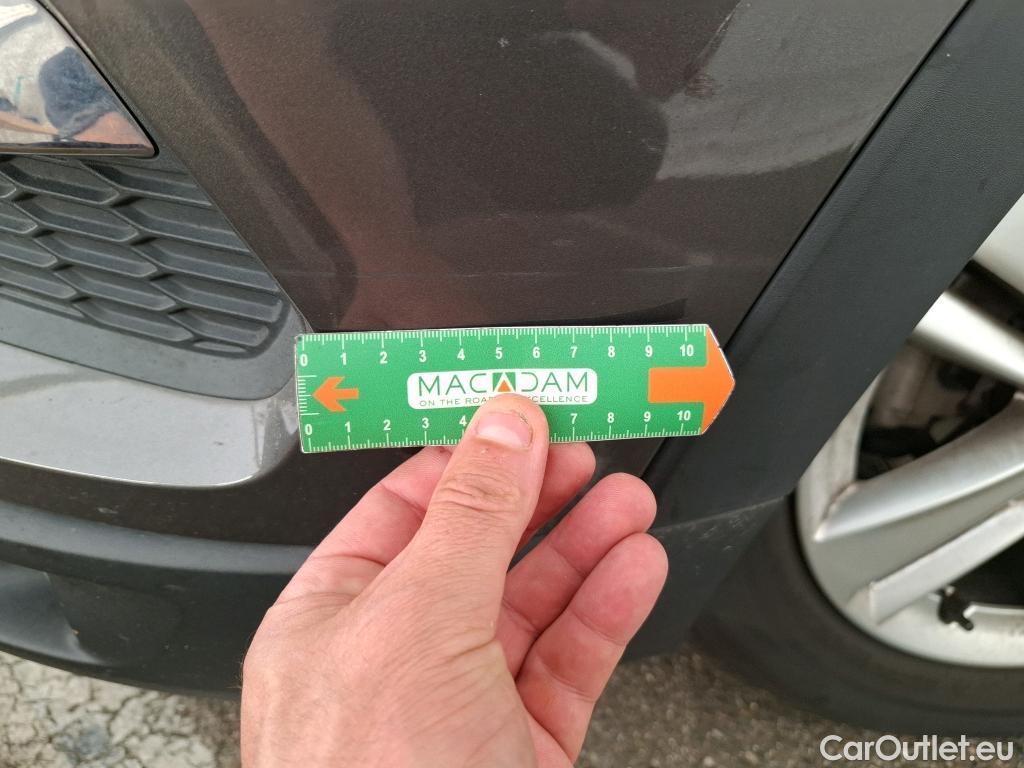 0 1 2 3 4 5 6 7 8 9 10
MACADAM
ON THE ROAD EXCELLENCE
0 1 2 3 4 7 8 9 10
CarOutlet.eu